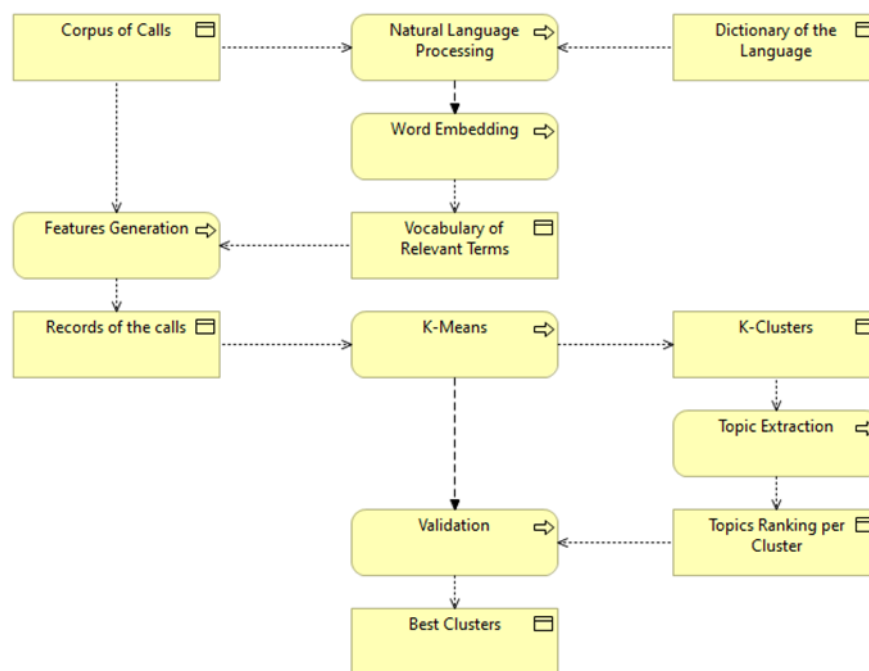 Corpus of Calls
Natural Language
Processing
Dictionary of the
Language
Word Embedding
Features Generation
Vocabulary of
Relevant Terms
Records of the calls
K-Means
K-Clusters
Topic Extraction
Validation
Topics Ranking per
Cluster
Best Clusters